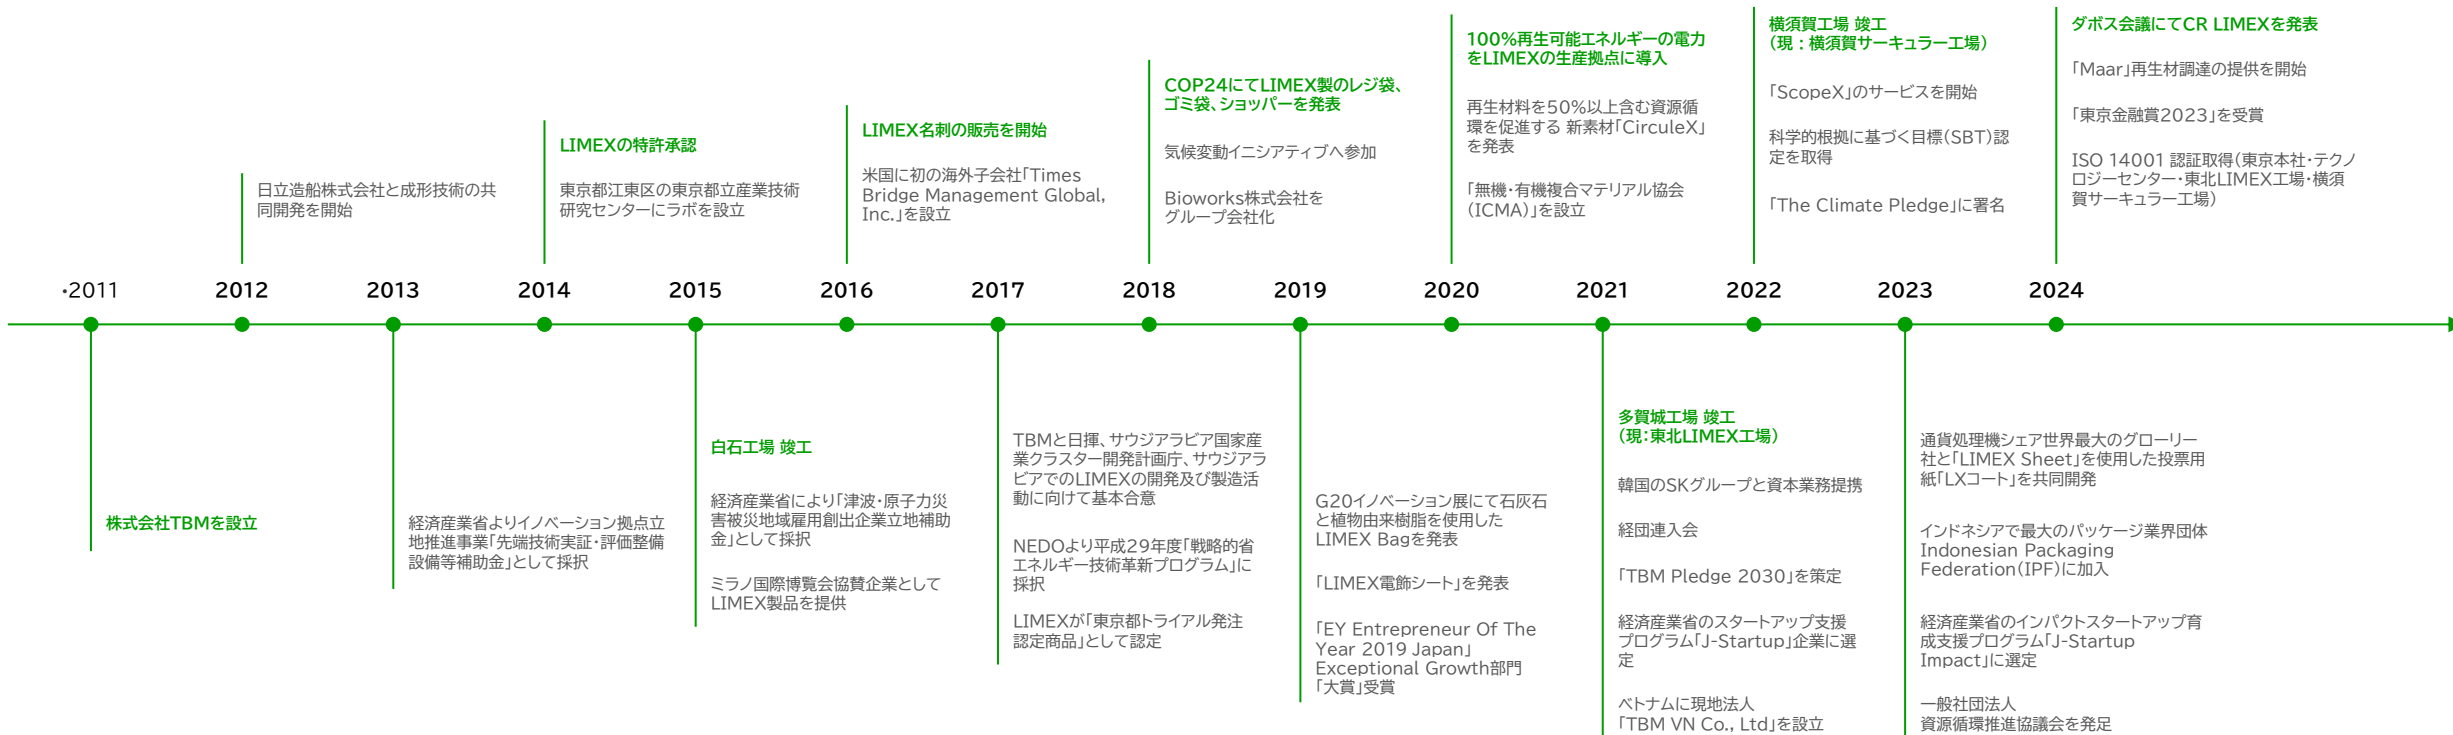 日立造船株式会社と成形技術の共
同開発を開始
LIMEXの特許承認
東京都江東区の東京都立産業技術
研究センターにラボを設立
LIMEX名刺の販売を開始
米国に初の海外子会社「Times
Bridge Management Global,
Inc.」を設立
COP24にてLIMEX製のレジ袋、
ゴミ袋、ショッパーを発表
気候変動イニシアティブへ参加
Bioworks株式会社を
グループ会社化
100%再生可能エネルギーの電力
をLIMEXの生産拠点に導入
再生材料を50%以上含む資源循
環を促進する 新素材「CirculeX」
を発表
「無機・有機複合マテリアル協会
（ICMA）」を設立
横須賀工場 竣工
（現：横須賀サーキュラー工場）
「ScopeX」のサービスを開始
科学的根拠に基づく目標（SBT）認
定を取得
「The Climate Pledge」に署名
ダボス会議にてCR LIMEXを発表
「Maar」再生材調達の提供を開始
「東京金融賞2023」を受賞
ISO 14001 認証取得（東京本社・テクノ
ロジーセンター・東北LIMEX工場・横須
賀サーキュラー工場）
・2011
2012
2013
2014
2015
2016
2017
2018
2019
2020
2021
2022
2023
2024
株式会社TBMを設立
経済産業省よりイノベーション拠点立
地推進事業「先端技術実証・評価整備
設備等補助金」として採択
白石工場 竣工
経済産業省により「津波・原子力災
害被災地域雇用創出企業立地補助
金」として採択
ミラノ国際博覧会協賛企業として
LIMEX製品を提供
TBMと日揮、サウジアラビア国家産
業クラスター開発計画庁、サウジアラ
ビアでのLIMEXの開発及び製造活
動に向けて基本合意
NEDOより平成29年度「戦略的省
エネルギー技術革新プログラム」に
採択
LIMEXが「東京都トライアル発注
認定商品」として認定
G20イノベーション展にて石灰石
と植物由来樹脂を使用した
LIMEX Bagを発表
「LIMEX電飾シート」を発表
「EY Entrepreneur Of The
Year 2019 Japan」
Exceptional Growth部門
「大賞」受賞
多賀城工場 竣工
（現：東北LIMEX工場）
韓国のSKグループと資本業務提携
経団連入会
「TBM Pledge 2030」を策定
経済産業省のスタートアップ支援
プログラム「J-Startup」企業に選
定
ベトナムに現地法人
「TBM VN Co., Ltd」を設立
通貨処理機シェア世界最大のグローリー
社と「LIMEX Sheet」を使用した投票用
紙「LXコート」を共同開発
インドネシアで最大のパッケージ業界団体
Indonesian Packaging
Federation（IPF）に加入
経済産業省のインパクトスタートアップ育
成支援プログラム「J-Startup
Impact」に選定
一般社団法人
資源循環推進協議会を発足